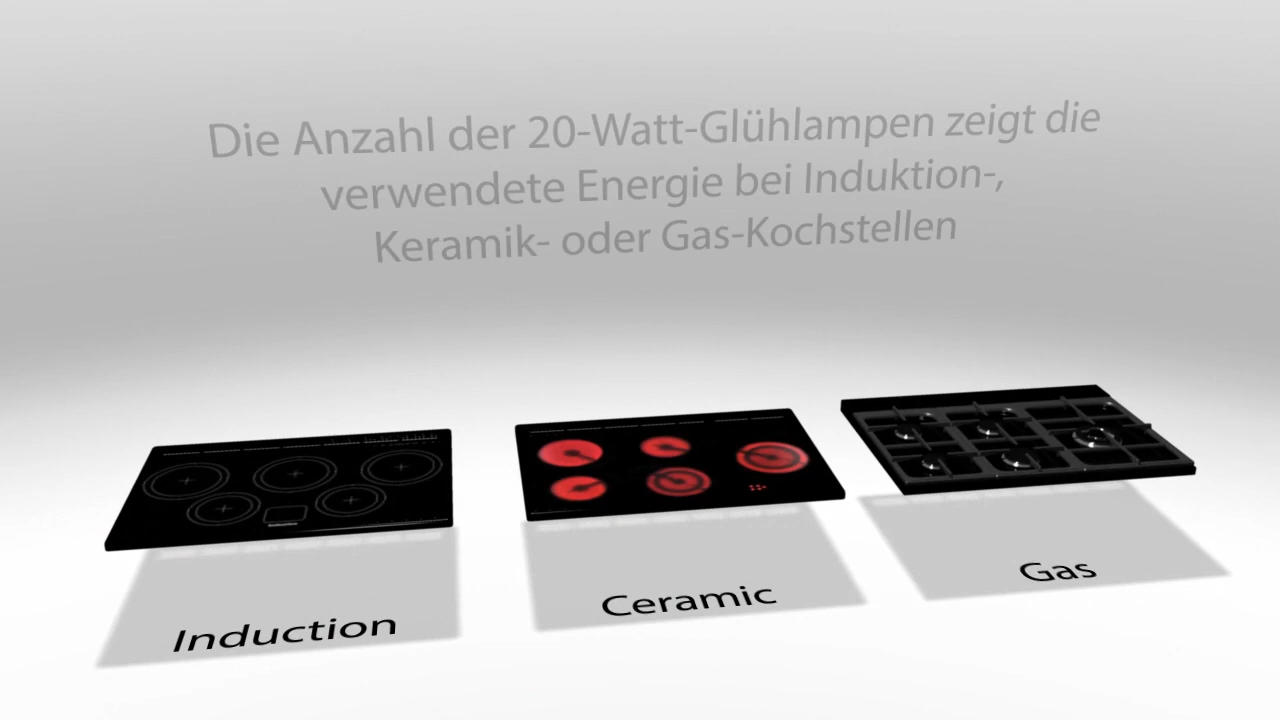 Die Anzahl der 20-Watt-Glühlampen zeigt die
verwendete Energie bei Induktion-,
Keramik- oder Gas-Kochstellen
Induction
Ceramic
Gas